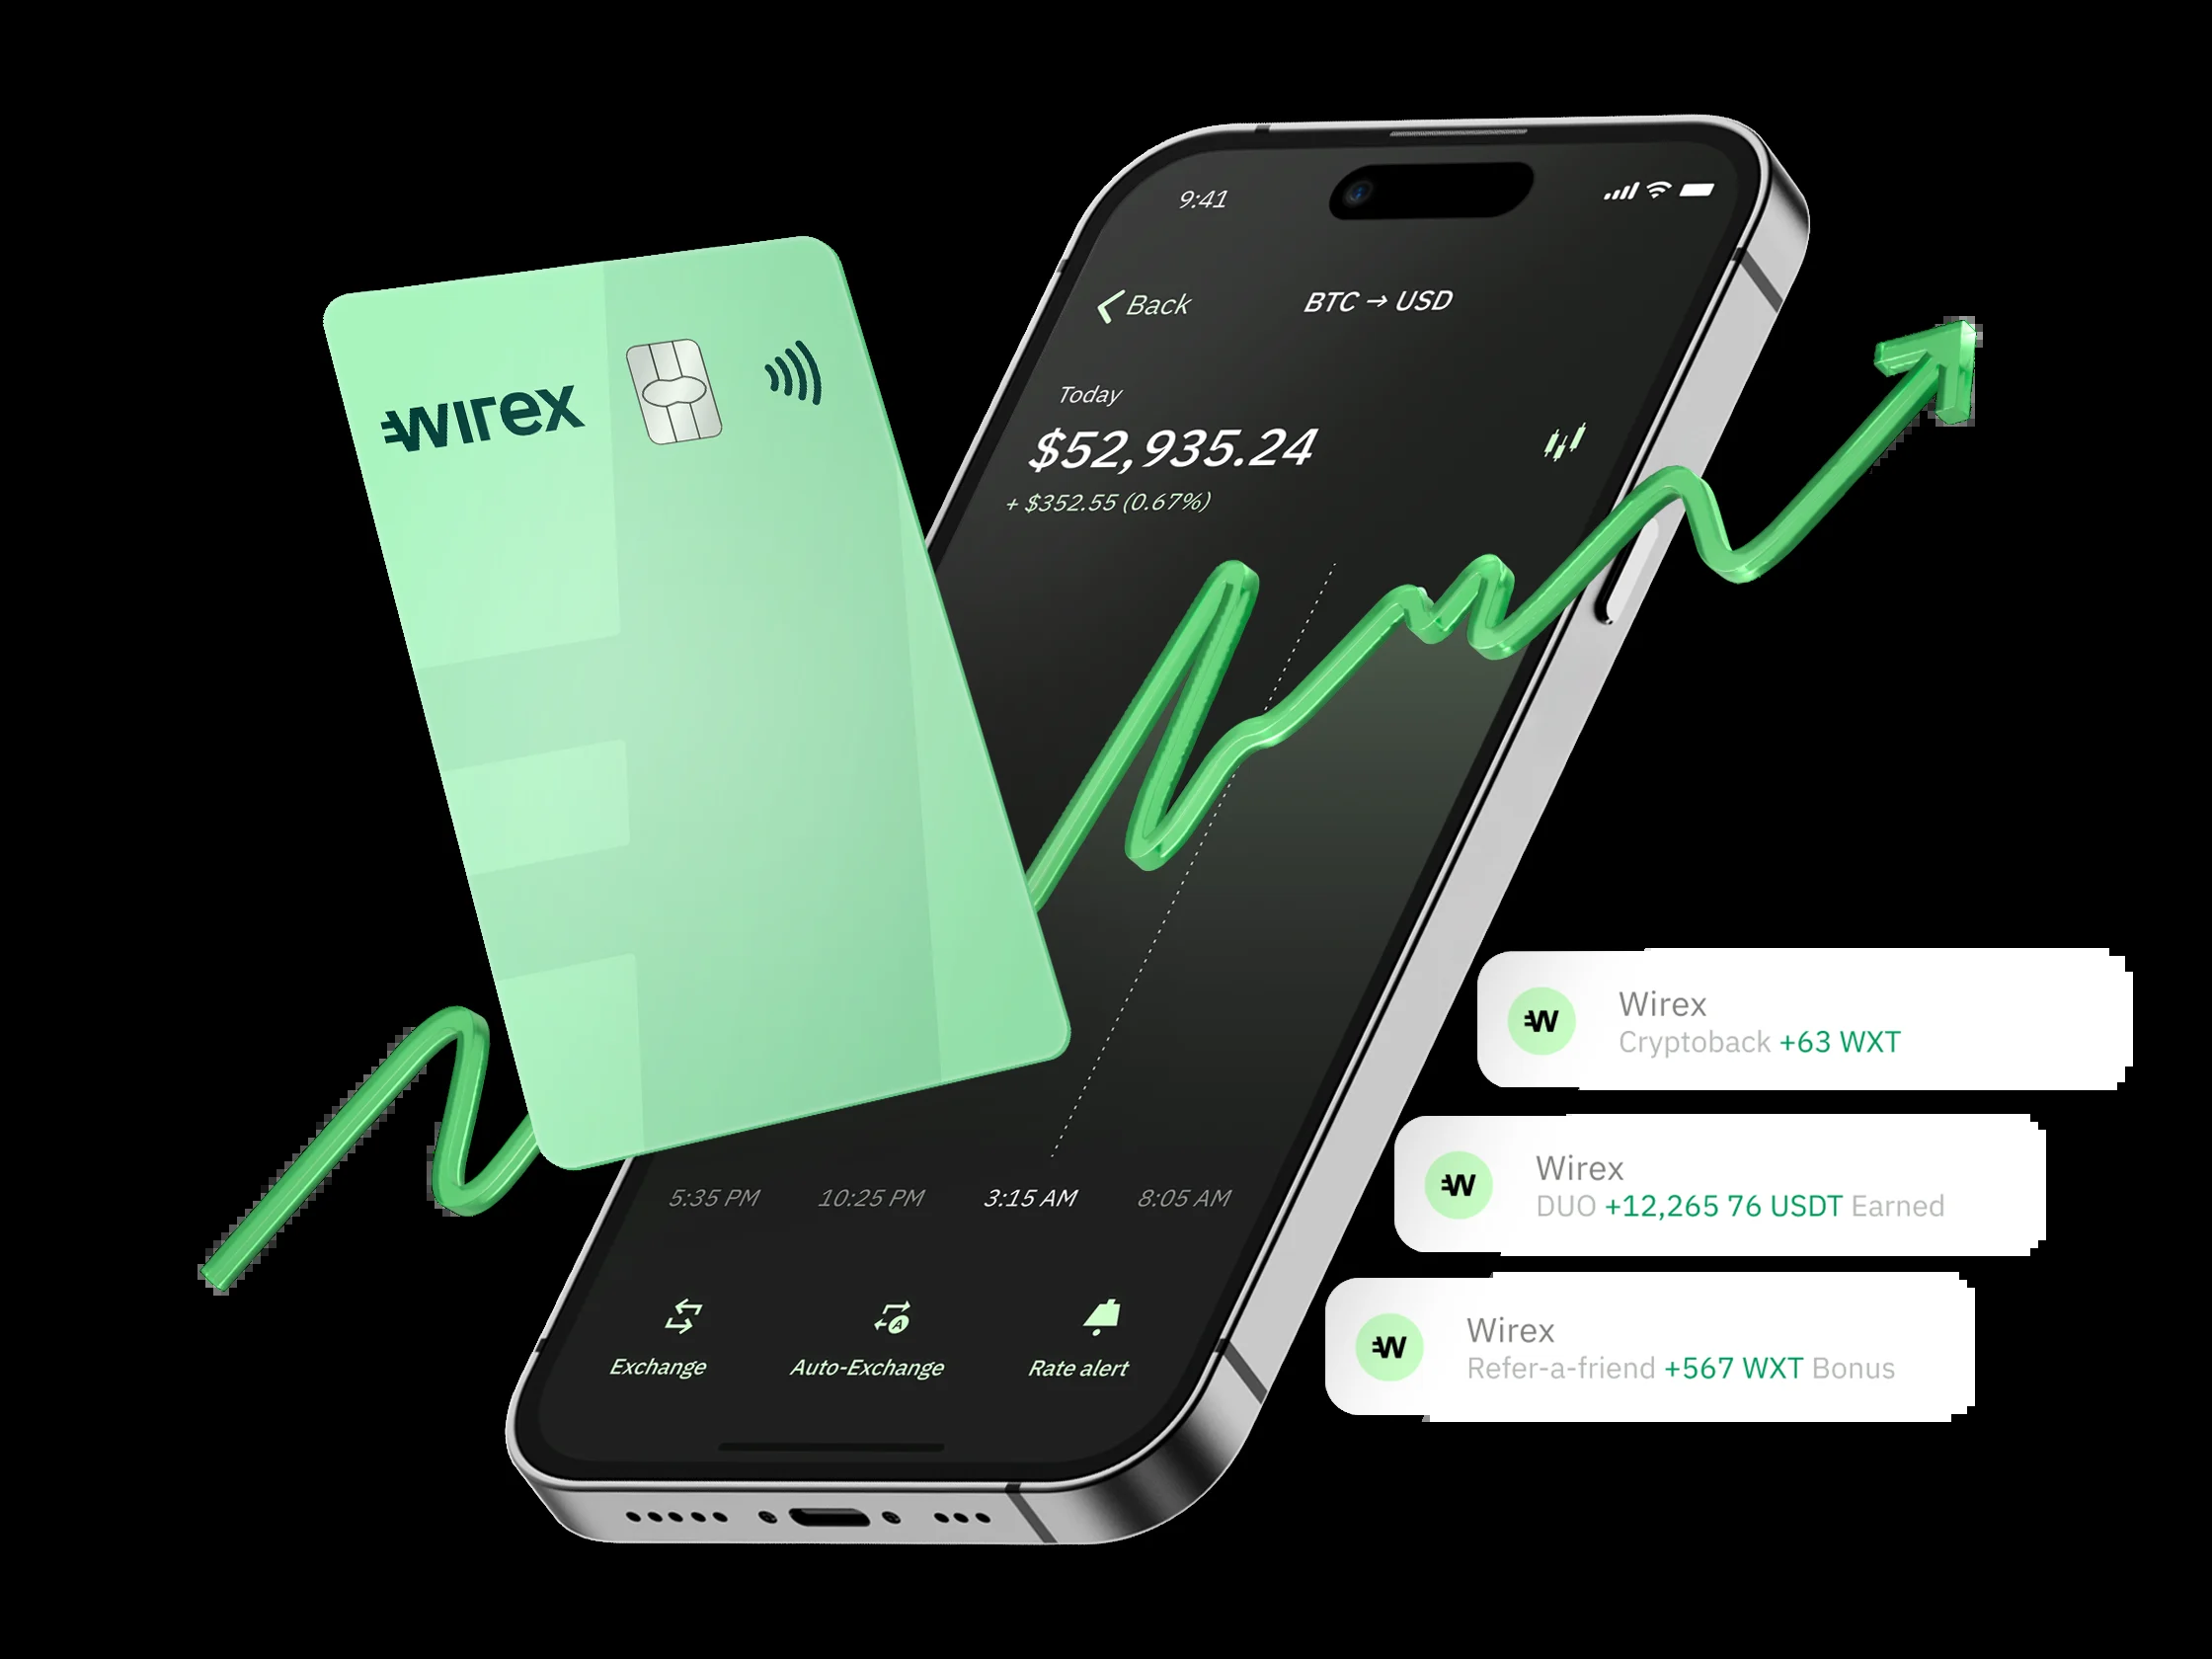 wirex
9:41
Back
BTC → USD
Today
$52,935.24
+ $352.55 (0.67%)
5:35 PM 10:25 PM 3:15 AM 8:05 AM
A
Exchange Auto-Exchange Rate alert
W
Wirex
Cryptoback +63 WXT
W
Wirex
DUO +12,265 76 USDT Earned
W
Wirex
Refer-a-friend +567 WXT Bonus